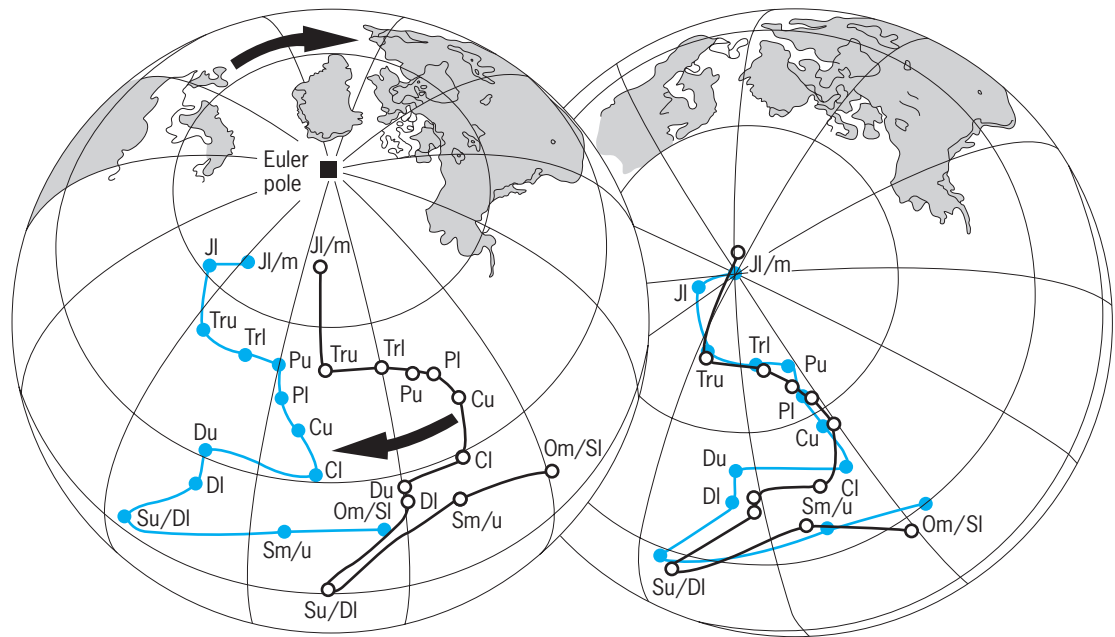 Euler
pole
Jl
Jl/m
Jl/m
Tru
Trl
Pu
Pl
Cu
Cl
Du
Dl
Su/Dl
Sm/u
Om/Sl
Tru
Trl
Pu
Pl
Cu
Cl
Du
Dl
Sm/u
Om/Sl
Su/Dl
Jl/m
Jl
Trl
Pu
Tru
Pl
Cu
Du
Dl
Cl
Sm/u
Om/Sl
Su/Dl